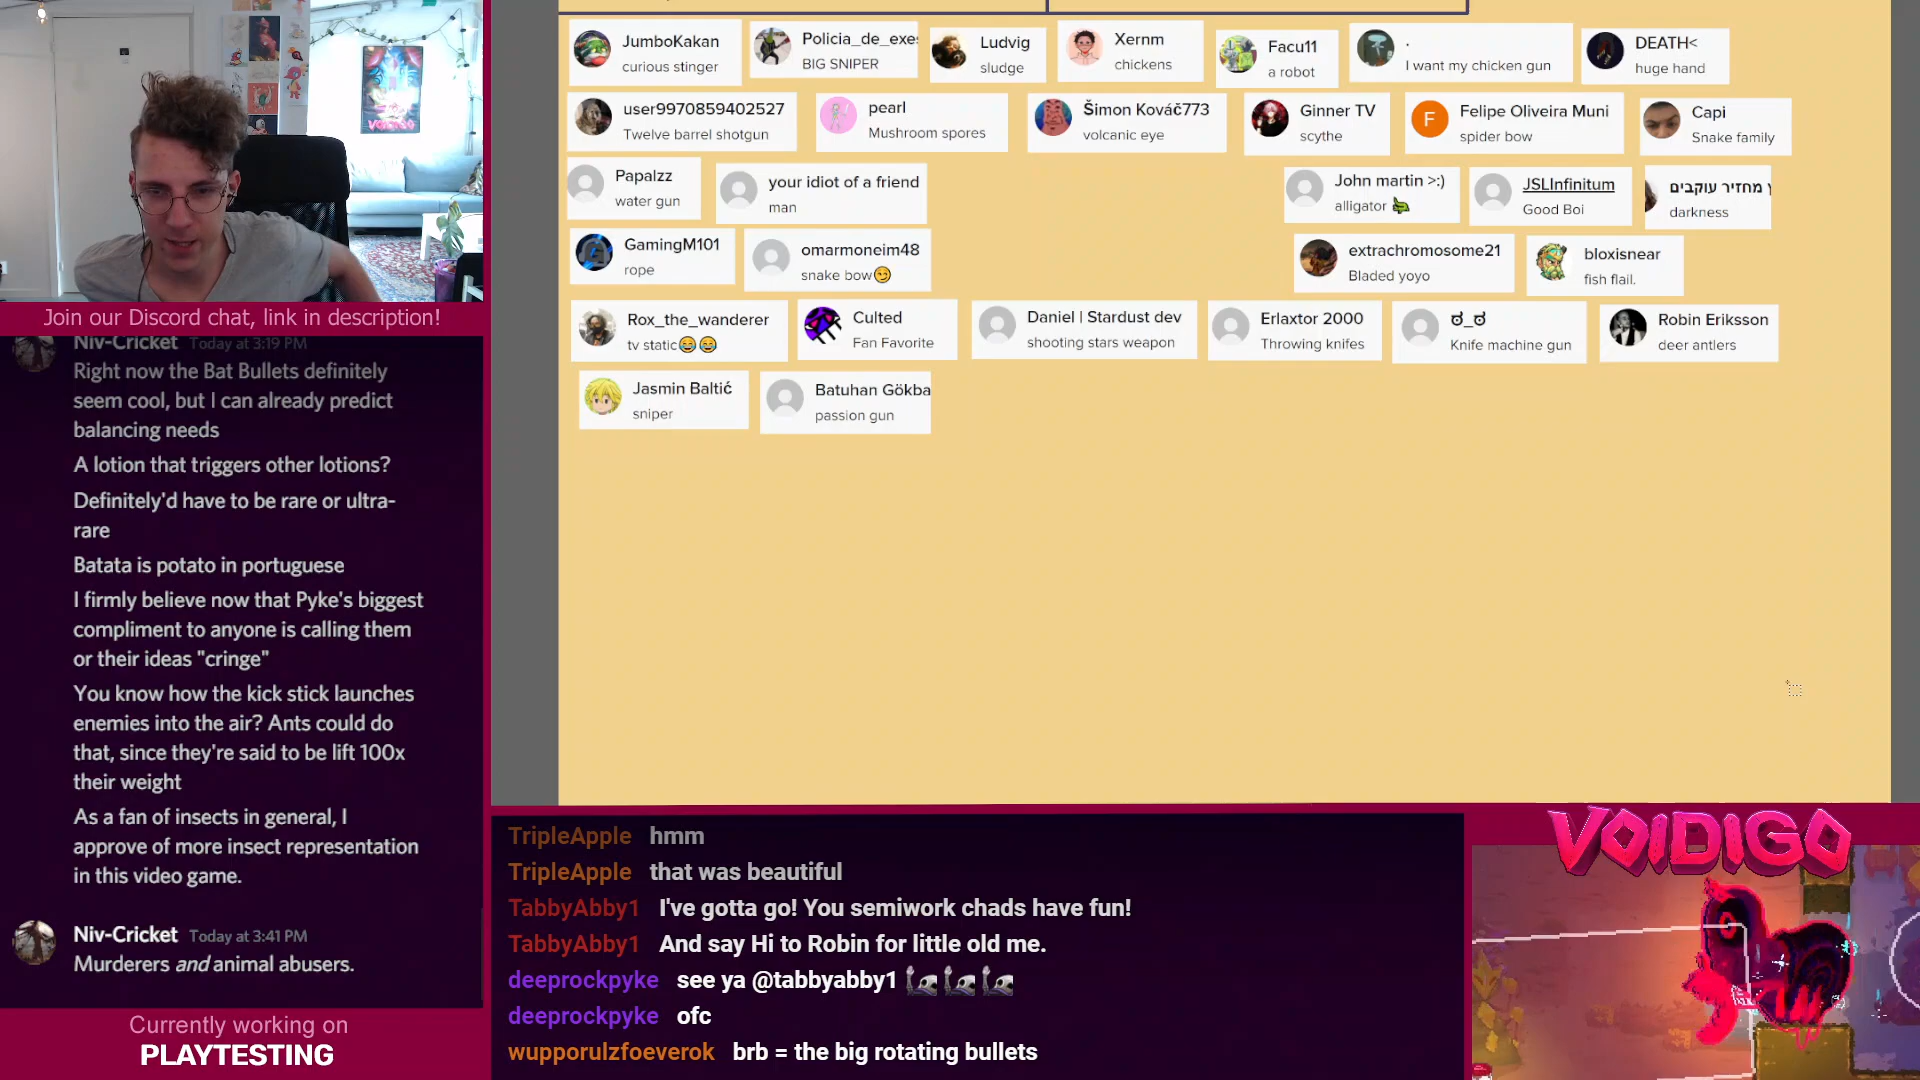 JumboKakan
curious stinger
Policia_de_exe
BIG SNIPER
Ludvig
sludge
Xernm
chickens
Facu11
a robot
.
I want my chicken gun
DEATH<
huge hand
user9970859402527
Twelve barrel shotgun
pearl
Mushroom spores
Šimon Kováč773
volcanic eye
Ginner TV
scythe
F
Felipe Oliveira Muni
spider bow
Capi
Snake family
Papalzz
water gun
your idiot of a friend
man
John martin >:)
alligator 🐊
JSLInfinitum
Good Boi
ץ מחזיר עוקבים
darkness
GamingM101
rope
omarmoneim48
snake bow😏
extrachromosome21
Bladed yoyo
bloxisnear
fish flail.
Rox_the_wanderer
tv static😂😂
Culted
Fan Favorite
Daniel | Stardust dev
shooting stars weapon
Erlaxtor 2000
Throwing knifes
ಠ_ಠ
Knife machine gun
Robin Eriksson
deer antlers
Jasmin Baltić
sniper
Batuhan Gökba
passion gun
VOIDIGO
Join our Discord chat, link in description!
Niv-Cricket Today at 3:19 PM
Right now the Bat Bullets definitely
seem cool, but I can already predict
balancing needs
A lotion that triggers other lotions?
Definitely'd have to be rare or ultra-
rare
Batata is potato in portuguese
I firmly believe now that Pyke's biggest
compliment to anyone is calling them
or their ideas "cringe"
You know how the kick stick launches
enemies into the air? Ants could do
that, since they're said to be lift 100x
their weight
As a fan of insects in general, I
approve of more insect representation
in this video game.
Niv-Cricket Today at 3:41 PM
Murderers and animal abusers.
Currently working on
PLAYTESTING
TripleApple hmm
TripleApple that was beautiful
TabbyAbby1 I've gotta go! You semiwork chads have fun!
TabbyAbby1 And say Hi to Robin for little old me.
deeprockpyke see ya @tabbyabby1
deeprockpyke ofc
wupporulzfoeverok brb = the big rotating bullets
VOIDIGO